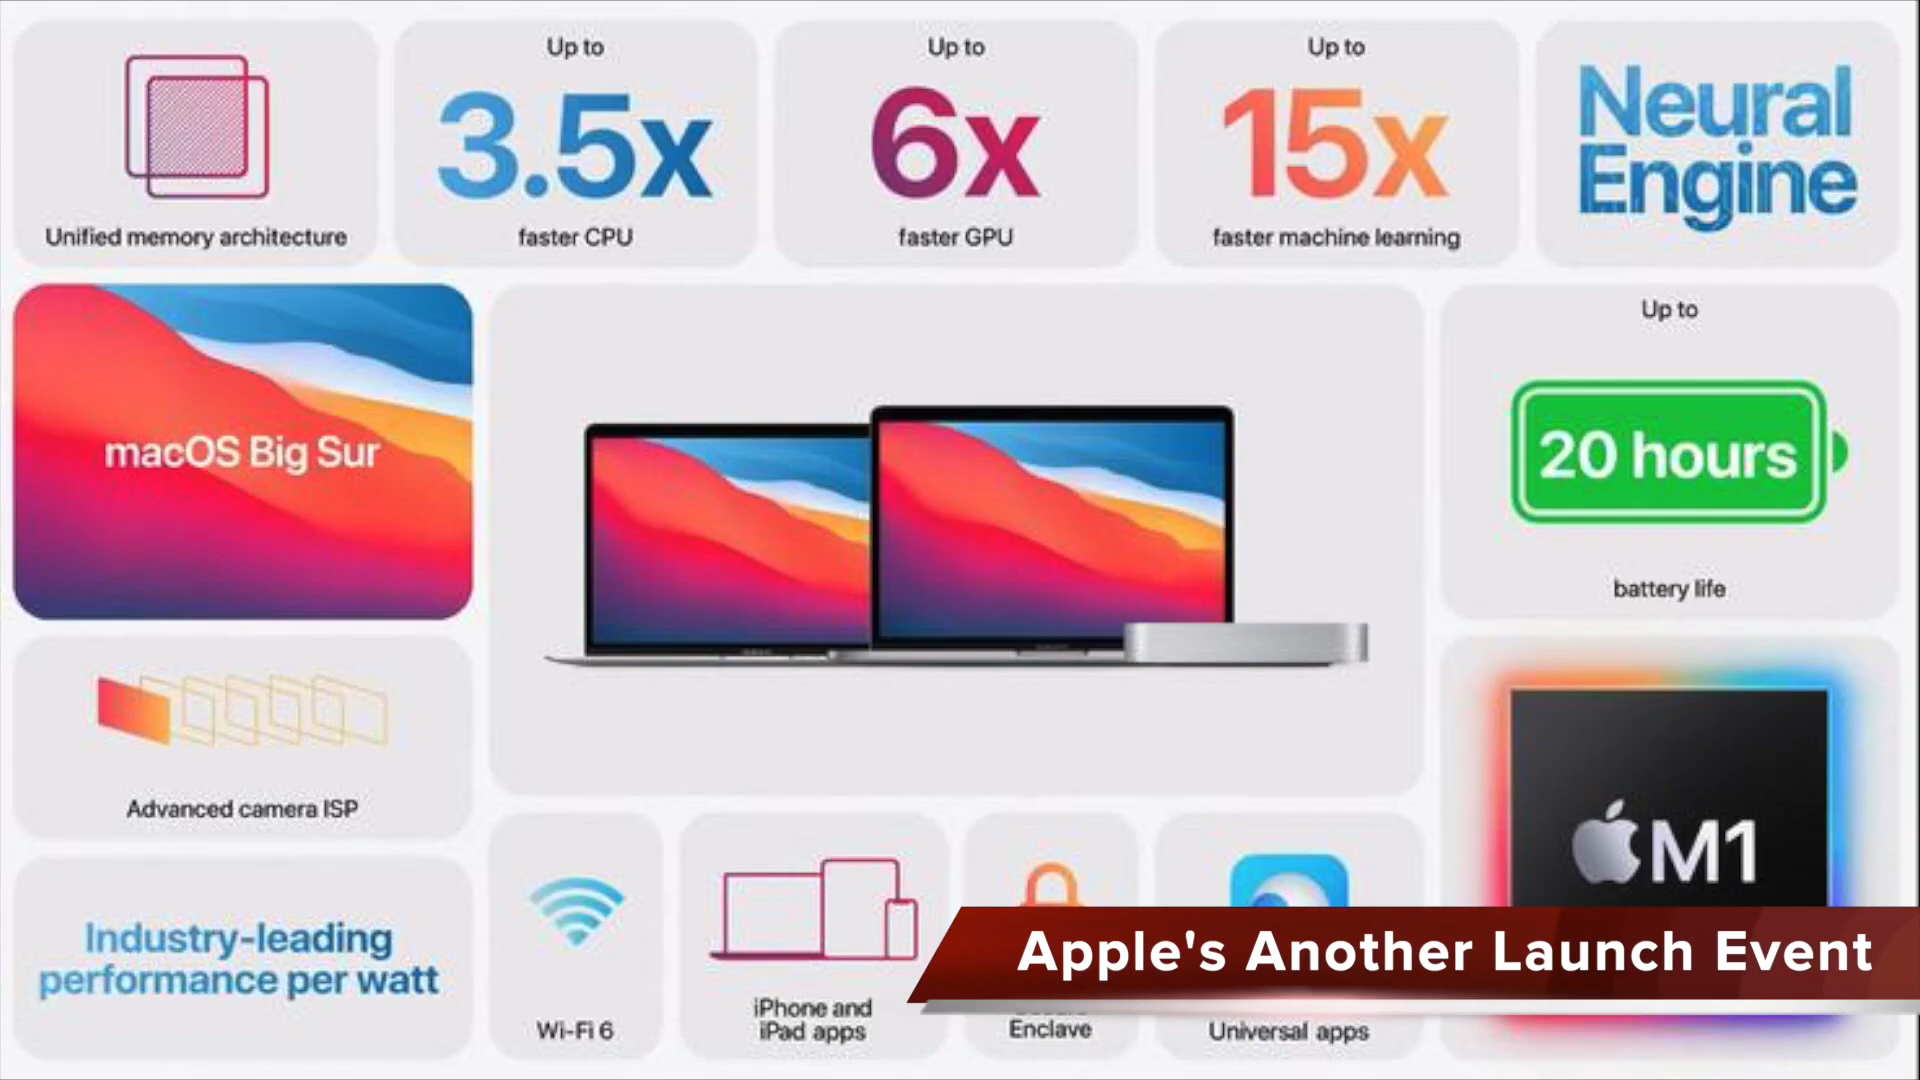 Unified memory architecture
Up to
3.5x
faster CPU
Up to
6x
faster GPU
Up to
15x
faster machine learning
Neural
Engine
macOS Big Sur
Up to
20 hours
battery life
Advanced camera ISP
M1
Industry-leading
performance per watt
Wi-Fi 6
iPhone and
iPad apps
Enclave
Universal apps
Apple's Another Launch Event